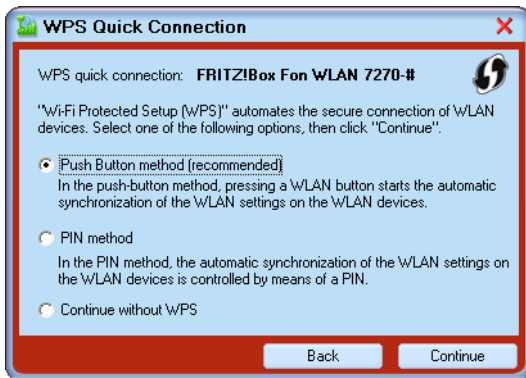 WPS Quick Connection
WPS quick connection: FRITZ!Box Fon WLAN 7270-#
"Wi-Fi Protected Setup (WPS)" automates the secure connection of WLAN
devices. Select one of the following options, then click "Continue".
Push Button method (recommended)
In the push-button method, pressing a WLAN button starts the automatic
synchronization of the WLAN settings on the WLAN devices.
PIN method
In the PIN method, the automatic synchronization of the WLAN settings on
the WLAN devices is controlled by means of a PIN.
Continue without WPS
Back
Continue